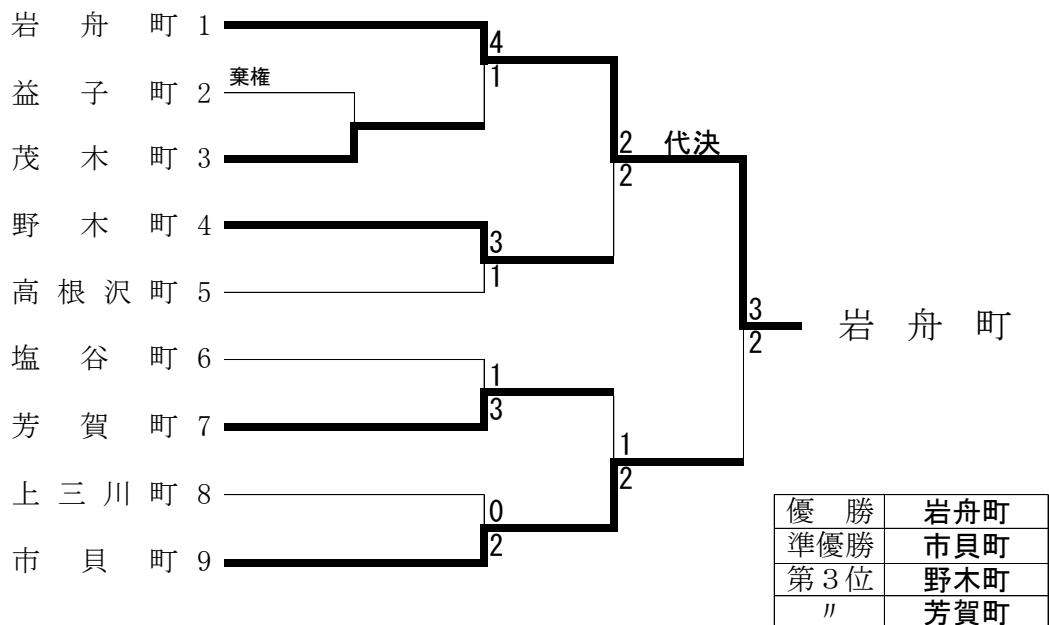 岩舟町 1
4
棄権
益子町 2
1
茂木町 3
2 代決
2
野木町 4
3
1
高根沢町 5
3
岩舟町
2
塩谷町 6
1
3
芳賀町 7
1
2
上三川町 8
0
2
市貝町 9
優勝 岩舟町
準優勝 市貝町
第３位 野木町
〃 芳賀町